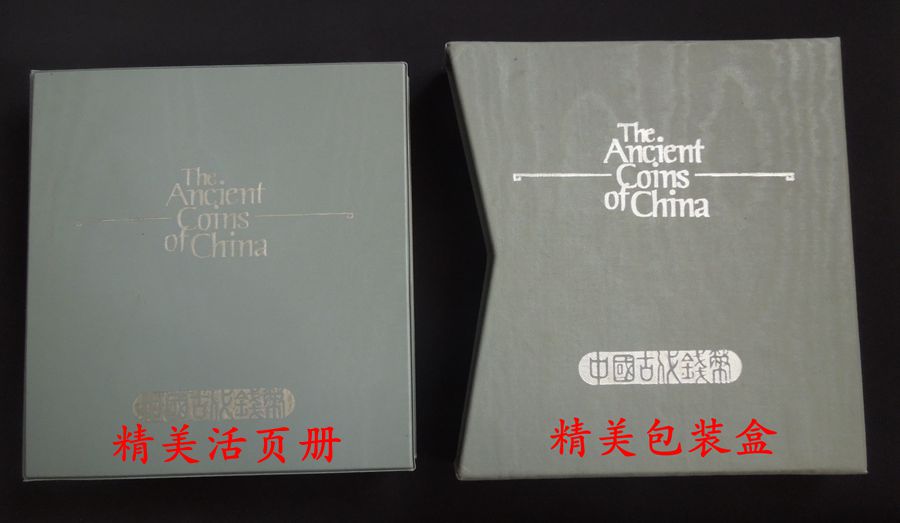 The
Ancient
Coins
of China
中國古代錢幣
精美活页册
The
Ancient
Coins
of China
中國古代錢幣
精美包装盒